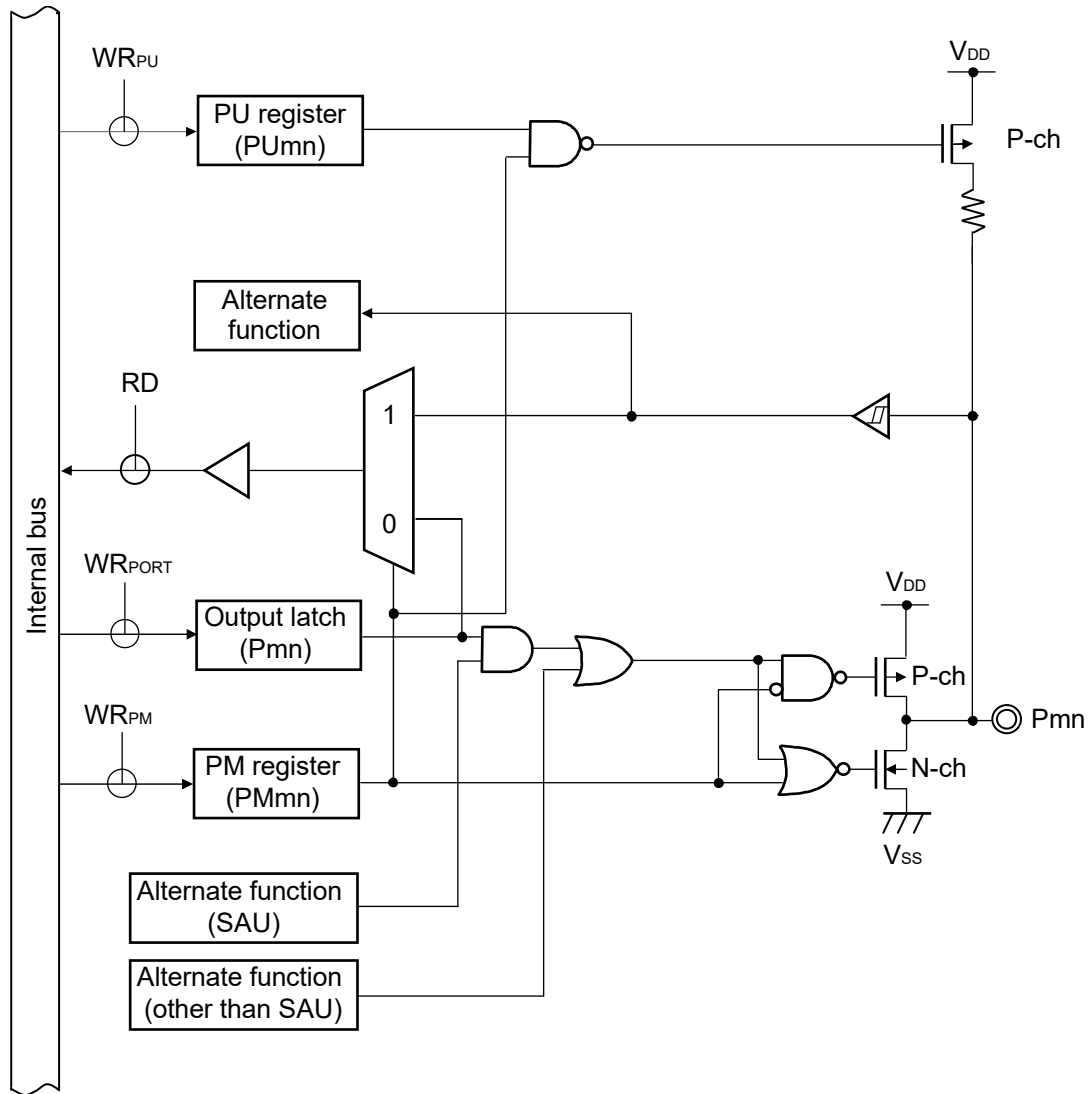 WRPU
PU register
(PUmn)
VDD
P-ch
Alternate
function
RD
1
0
Internal bus
WRPORT
Output latch
(Pmn)
VDD
P-ch
Pmn
WRPM
PM register
(PMmn)
N-ch
VSS
Alternate function
(SAU)
Alternate function
(other than SAU)